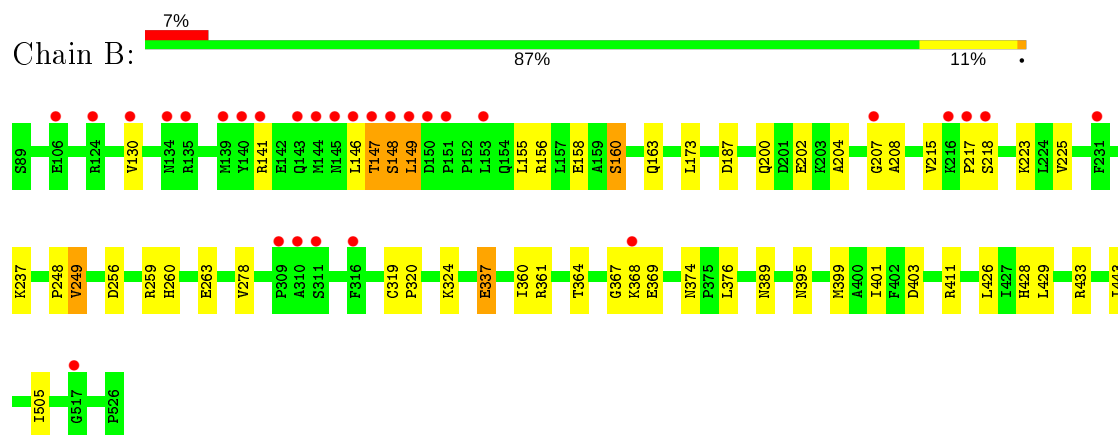 7%
Chain B:
87% 11% •
S89 E106 R124 V130 N134 R135 M139 Y140 R141 E142 Q143 M144 N145 L146 T147 S148 L149 D150 P151 P152 L153 Q154 L155 R156 L157 E158 A159 S160 Q163 L173 D187 Q200 D201 E202 K203 A204 G207 A208 V215 K216 P217 S218 K223 L224 V225 F231
K237 P248 V249 D256 R259 H260 E263 V278 P309 A310 S311 F316 C319 P320 K324 E337 I360 R361 T364 G367 K368 E369 N374 P375 L376 N389 N395 M399 A400 I401 F402 D403 R411 L426 I427 H428 L429 R433
I505 G517 P526